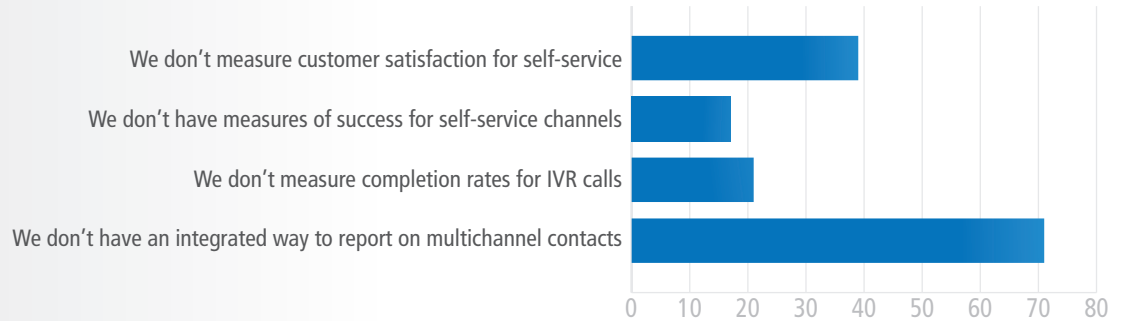 We don’t measure customer satisfaction for self-service
We don’t have measures of success for self-service channels
We don’t measure completion rates for IVR calls
We don’t have an integrated way to report on multichannel contacts
0 10 20 30 40 50 60 70 80